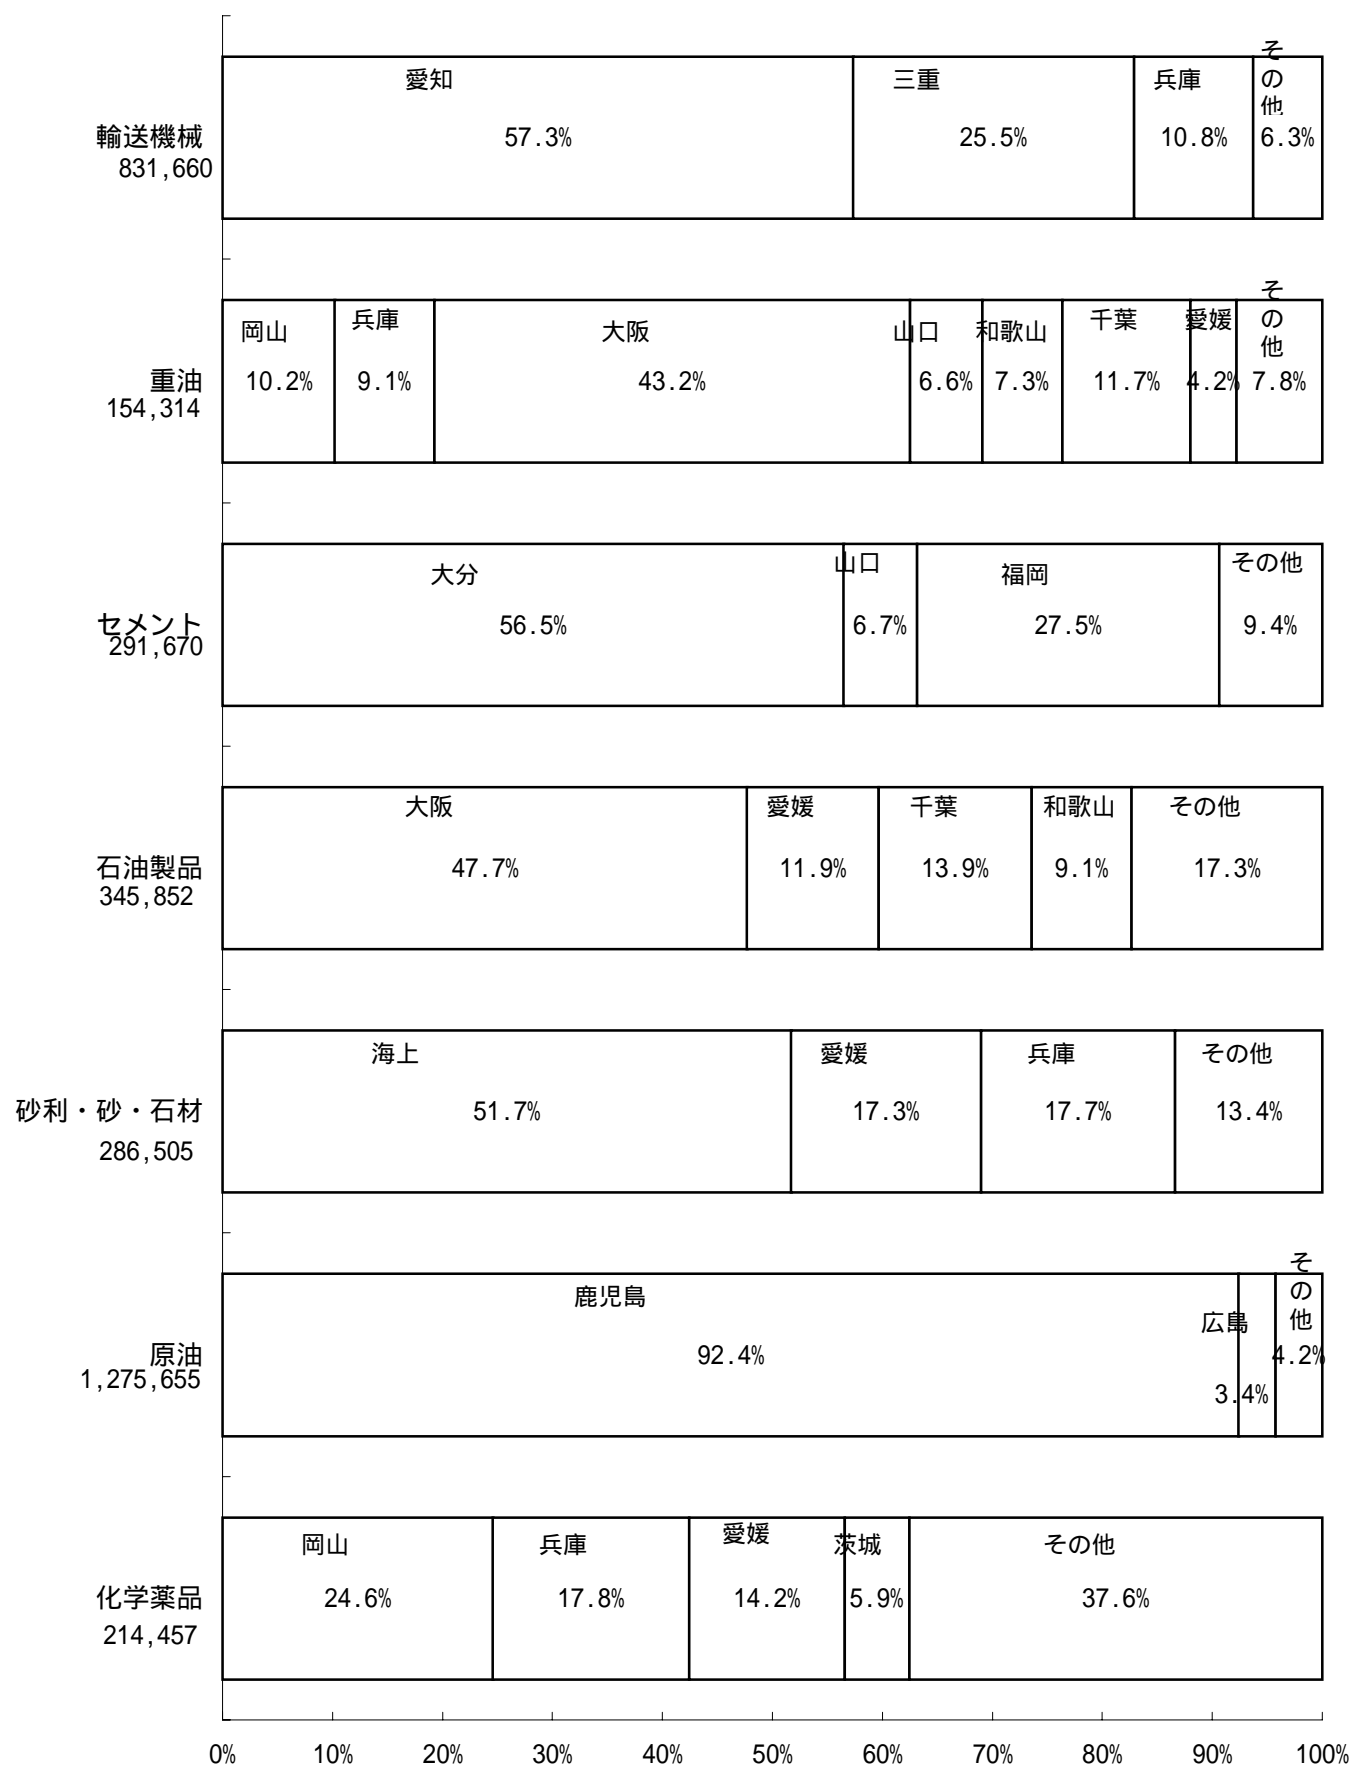 愛知 三重 兵庫 その他
輸送機械 57.3% 25.5% 10.8% 6.3%
831,660
岡山 兵庫 大阪 山口 和歌山 千葉 愛媛 その他
重油 10.2% 9.1% 43.2% 6.6% 7.3% 11.7% 4.2% 7.8%
154,314
大分 山口 福岡 その他
セメント 56.5% 6.7% 27.5% 9.4%
291,670
大阪 愛媛 千葉 和歌山 その他
石油製品 47.7% 11.9% 13.9% 9.1% 17.3%
345,852
海上 愛媛 兵庫 その他
砂利・砂・石材 51.7% 17.3% 17.7% 13.4%
286,505
鹿児島 広島 その他
原油 92.4% 3.4% 4.2%
1,275,655
岡山 兵庫 愛媛 茨城 その他
化学薬品 24.6% 17.8% 14.2% 5.9% 37.6%
214,457
0% 10% 20% 30% 40% 50% 60% 70% 80% 90% 100%